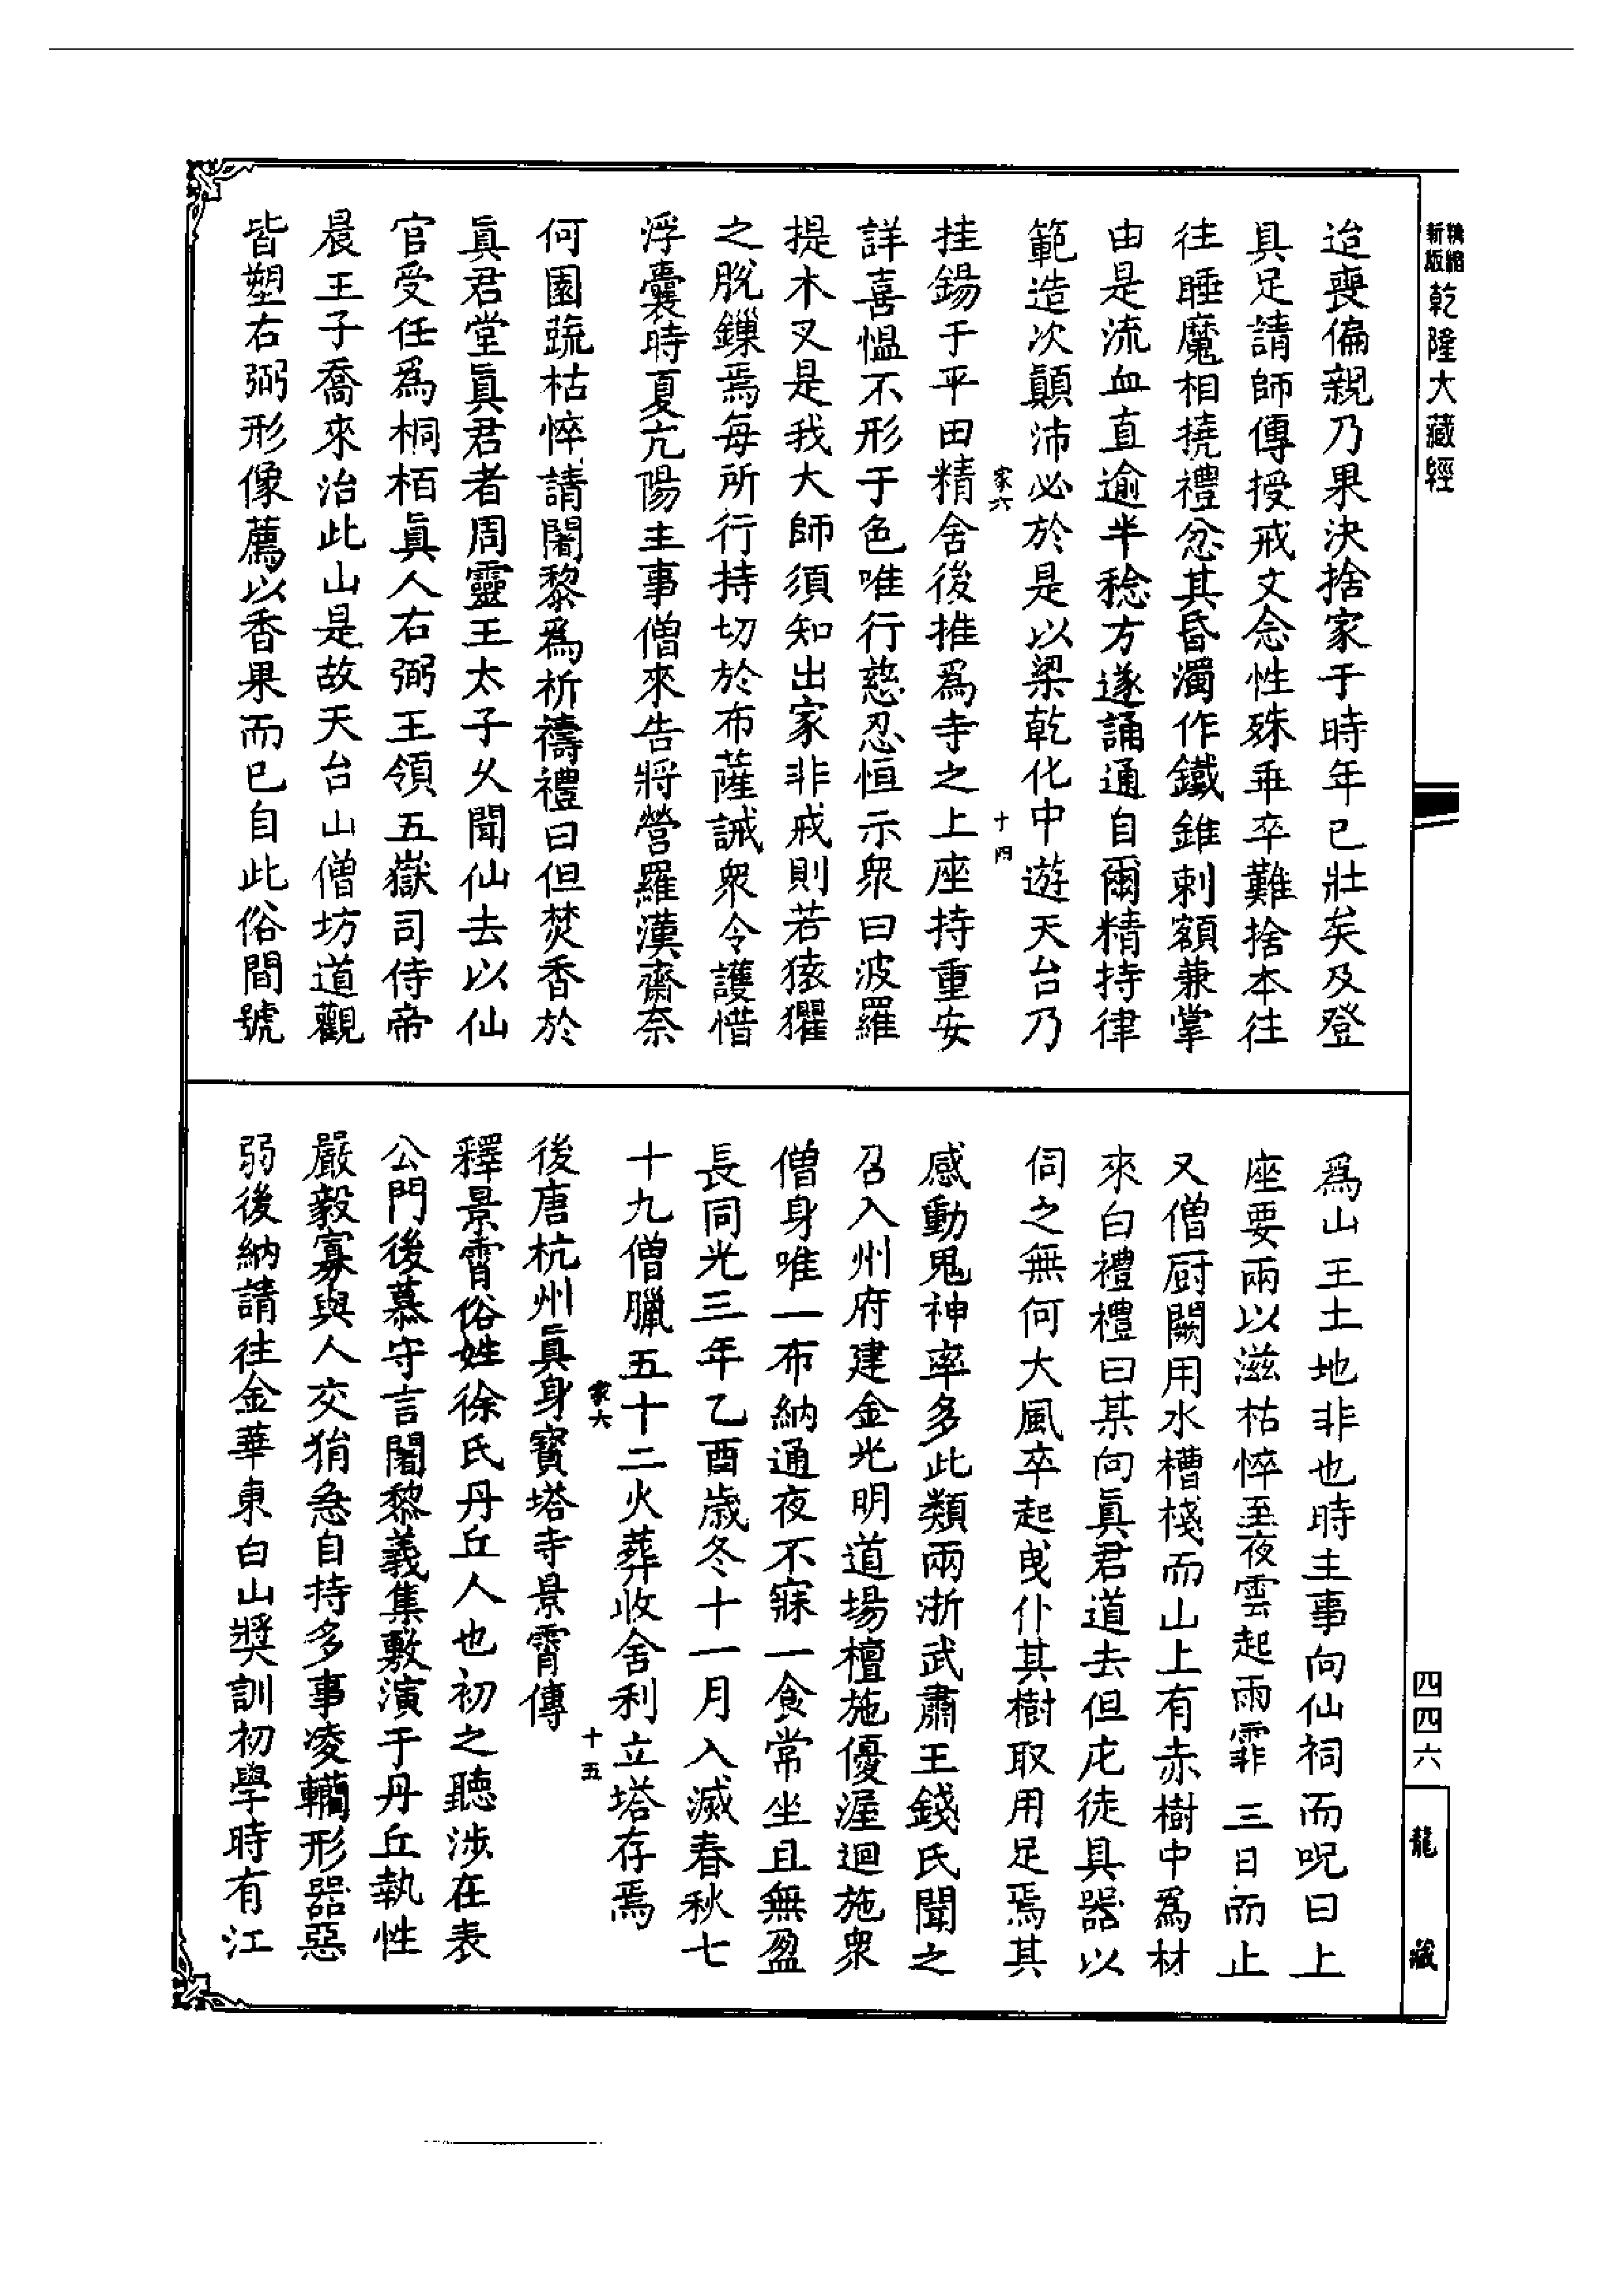 精縮新版乾隆大藏經
迨喪偏親乃果決捨家于時年已壯矣及登
具足請師傳授戒文念性殊乖卒難捨本往
往睡魔相撓禮忿其昏濁作鐵錐刺額兼掌
由是流血直逾半稔方遂誦通自爾精持律
範造次顛沛必於是以梁乾化中遊天台乃
家六 十四
挂錫于平田精舍後推爲寺之上座持重安
詳喜慍不形于色唯行慈忍恒示衆曰波羅
提木叉是我大師須知出家非戒則若猿玃
之脫鏁焉每所行持切於布薩誡衆令護惜
浮囊時夏亢陽主事僧來告將營羅漢齋奈
何園蔬枯悴請闍黎爲祈禱禮曰但焚香於
眞君堂眞君者周靈王太子久聞仙去以仙
官受任爲桐栢眞人右弼王領五嶽司侍帝
晨王子喬來治此山是故天台山僧坊道觀
皆塑右弼形像薦以香果而已自此俗間號
爲山王土地非也時主事向仙祠而呪曰上
座要雨以滋枯悴至夜雲起雨霏三日而止
又僧厨闕用水槽棧而山上有赤樹中爲材
來白禮禮曰某向眞君道去但庀徒具器以
伺之無何大風卒起曳仆其樹取用足焉其
感動鬼神率多此類兩浙武肅王錢氏聞之
召入州府建金光明道場檀施優渥迴施衆
僧身唯一布納通夜不寐一食常坐且無盈
長同光三年乙酉歲冬十一月入滅春秋七
十九僧臘五十二火葬收舍利立塔存焉
家六 十五
後唐杭州眞身寶塔寺景霄傳
釋景霄俗姓徐氏丹丘人也初之聽涉在表
公門後慕守言闍黎義集敷演于丹丘執性
嚴毅寡與人交狷急自持多事凌轥形器惡
弱後納請往金華東白山奬訓初學時有江
四四六
龍藏